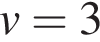 ν = 3